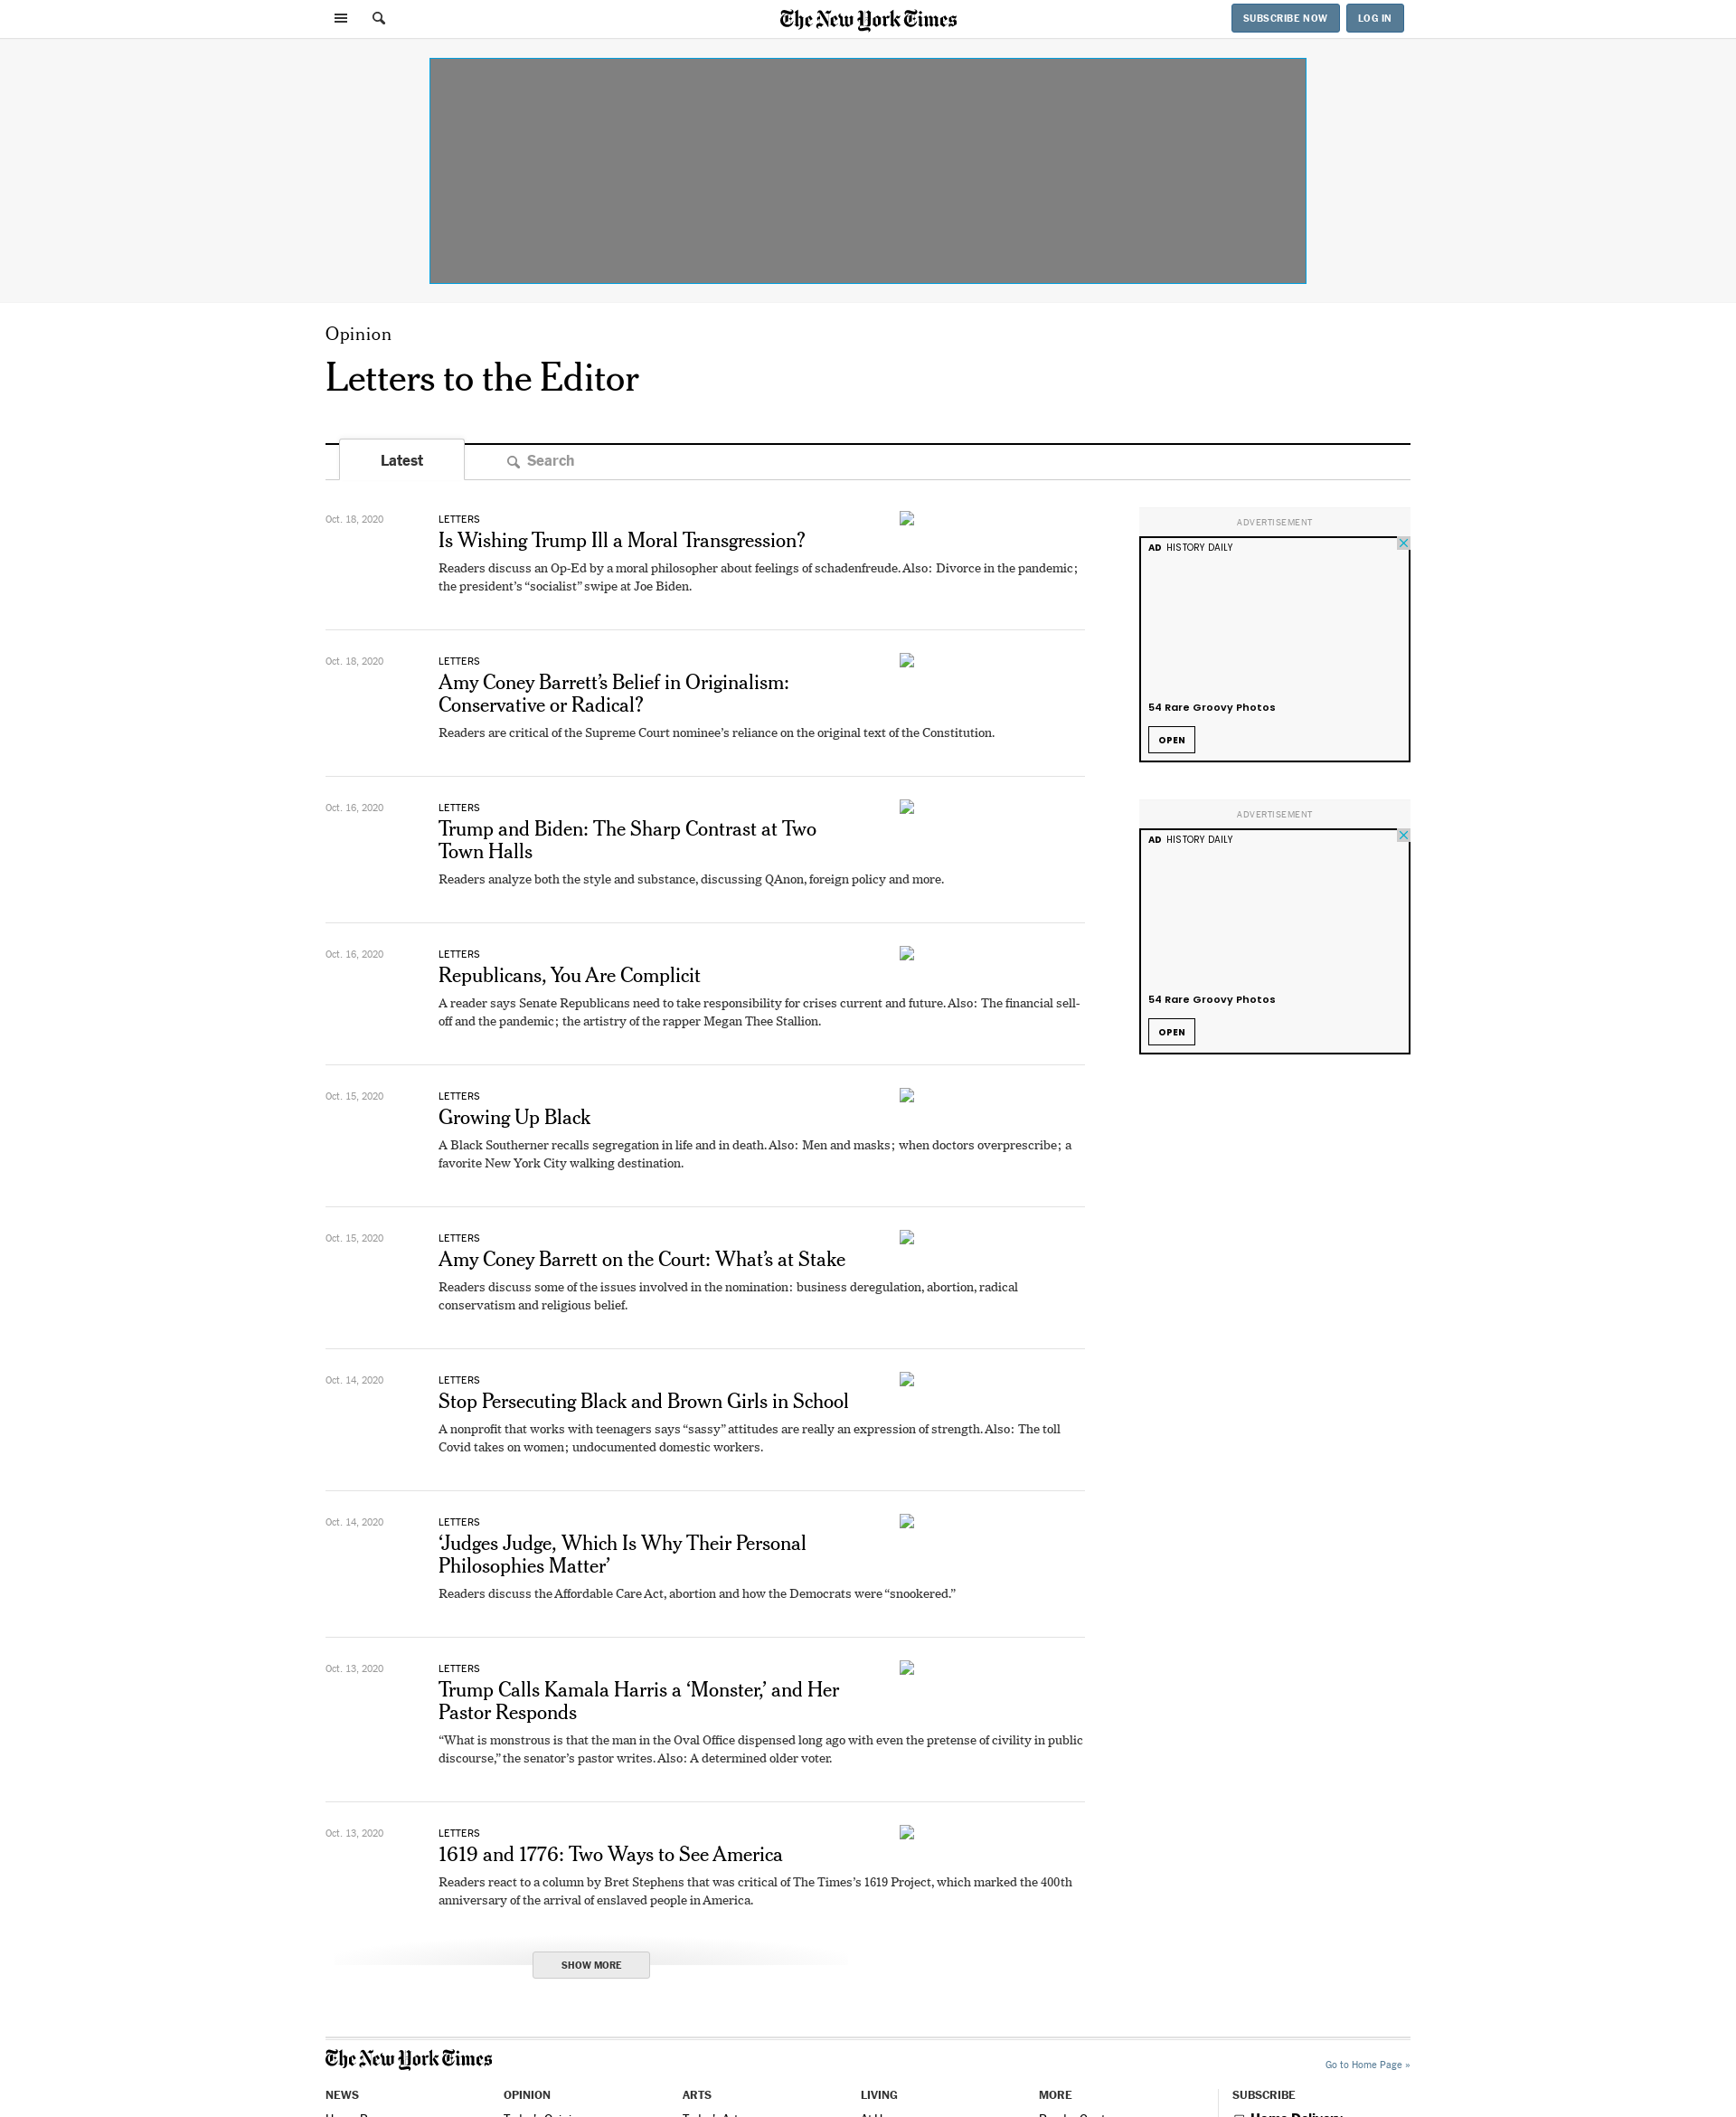 The New York Times
SUBSCRIBE NOW
LOG IN
Opinion
Letters to the Editor
Latest
Search
Oct. 18, 2020
LETTERS
Is Wishing Trump Ill a Moral Transgression?
Readers discuss an Op-Ed by a moral philosopher about feelings of schadenfreude. Also: Divorce in the pandemic;
the president’s “socialist” swipe at Joe Biden.
Oct. 18, 2020
LETTERS
Amy Coney Barrett’s Belief in Originalism:
Conservative or Radical?
Readers are critical of the Supreme Court nominee’s reliance on the original text of the Constitution.
Oct. 16, 2020
LETTERS
Trump and Biden: The Sharp Contrast at Two
Town Halls
Readers analyze both the style and substance, discussing QAnon, foreign policy and more.
Oct. 16, 2020
LETTERS
Republicans, You Are Complicit
A reader says Senate Republicans need to take responsibility for crises current and future. Also: The financial sell-
off and the pandemic; the artistry of the rapper Megan Thee Stallion.
Oct. 15, 2020
LETTERS
Growing Up Black
A Black Southerner recalls segregation in life and in death. Also: Men and masks; when doctors overprescribe; a
favorite New York City walking destination.
Oct. 15, 2020
LETTERS
Amy Coney Barrett on the Court: What’s at Stake
Readers discuss some of the issues involved in the nomination: business deregulation, abortion, radical
conservatism and religious belief.
Oct. 14, 2020
LETTERS
Stop Persecuting Black and Brown Girls in School
A nonprofit that works with teenagers says “sassy” attitudes are really an expression of strength. Also: The toll
Covid takes on women; undocumented domestic workers.
Oct. 14, 2020
LETTERS
‘Judges Judge, Which Is Why Their Personal
Philosophies Matter’
Readers discuss the Affordable Care Act, abortion and how the Democrats were “snookered.”
Oct. 13, 2020
LETTERS
Trump Calls Kamala Harris a ‘Monster,’ and Her
Pastor Responds
“What is monstrous is that the man in the Oval Office dispensed long ago with even the pretense of civility in public
discourse,” the senator’s pastor writes. Also: A determined older voter.
Oct. 13, 2020
LETTERS
1619 and 1776: Two Ways to See America
Readers react to a column by Bret Stephens that was critical of The Times’s 1619 Project, which marked the 400th
anniversary of the arrival of enslaved people in America.
SHOW MORE
ADVERTISEMENT
AD HISTORY DAILY
54 Rare Groovy Photos
OPEN
ADVERTISEMENT
AD HISTORY DAILY
54 Rare Groovy Photos
OPEN
The New York Times
Go to Home Page »
NEWS
OPINION
ARTS
LIVING
MORE
SUBSCRIBE